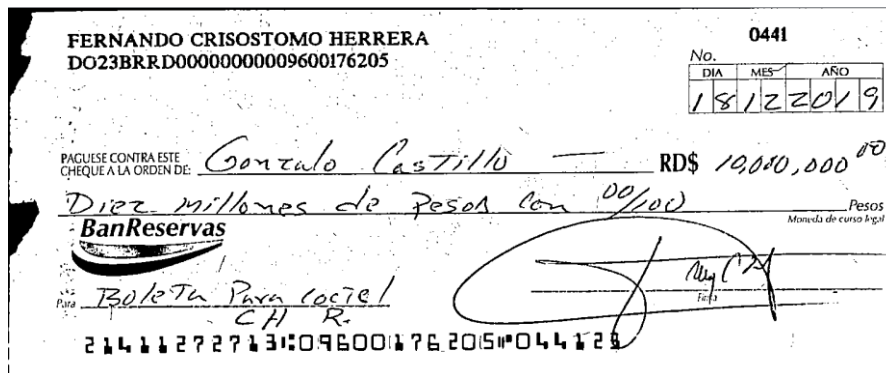 FERNANDO CRISOSTOMO HERRERA
DO23BRRD00000000009600176205
0441
No.
DIA MES AÑO
18 12 2019
PAGUESE CONTRA ESTE
CHEQUE A LA ORDEN DE: Gonzalo Castillo — RD$ 10,000,000 00
Diez millones de Pesos Con 00/100 Pesos
Moneda de curso legal
BanReservas
Para Boleta Para Coctel
CH R.
Firma